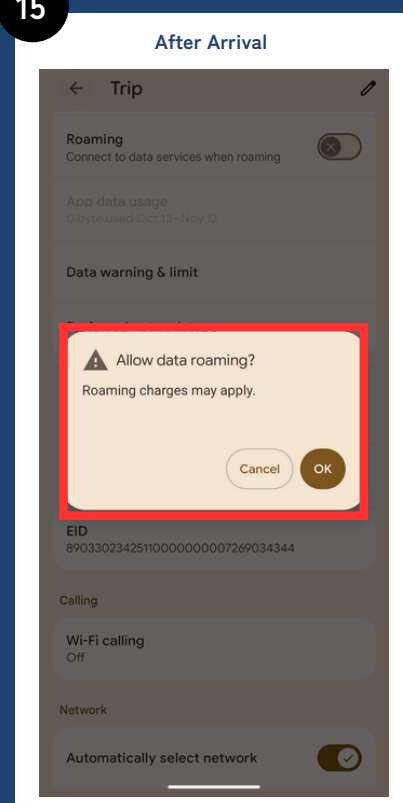 15
After Arrival
Trip
Roaming
Connect to data services when roaming
App data usage
0 byte used Oct 13 – Nov 12
Data warning & limit
Allow data roaming?
Roaming charges may apply.
Cancel
OK
EID
89033023425110000000007269034344
Calling
Wi-Fi calling
Off
Network
Automatically select network